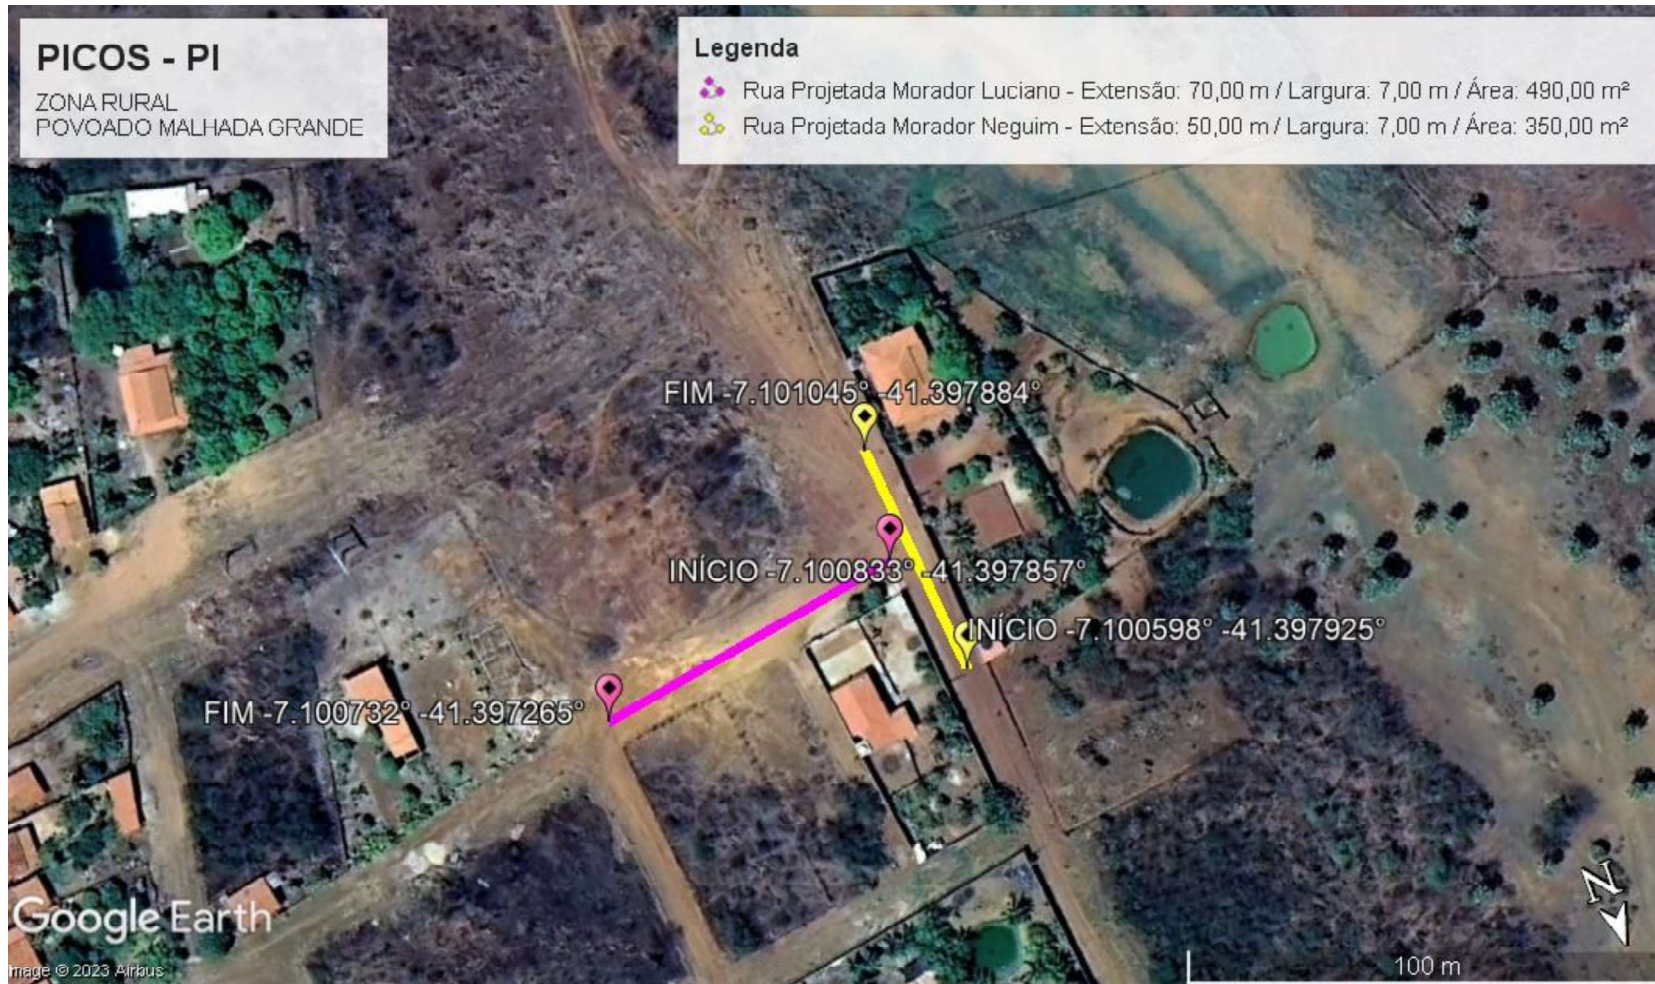 PICOS - PI
ZONA RURAL
POVOADO MALHADA GRANDE
Legenda
Rua Projetada Morador Luciano - Extensão: 70,00 m / Largura: 7,00 m / Área: 490,00 m²
Rua Projetada Morador Neguim - Extensão: 50,00 m / Largura: 7,00 m / Área: 350,00 m²
FIM -7.101045° -41.397884°
INÍCIO -7.100833° -41.397857°
INÍCIO -7.100598° -41.397925°
FIM -7.100732° -41.397265°
N
Google Earth
mage © 2023 Airbus
100 m